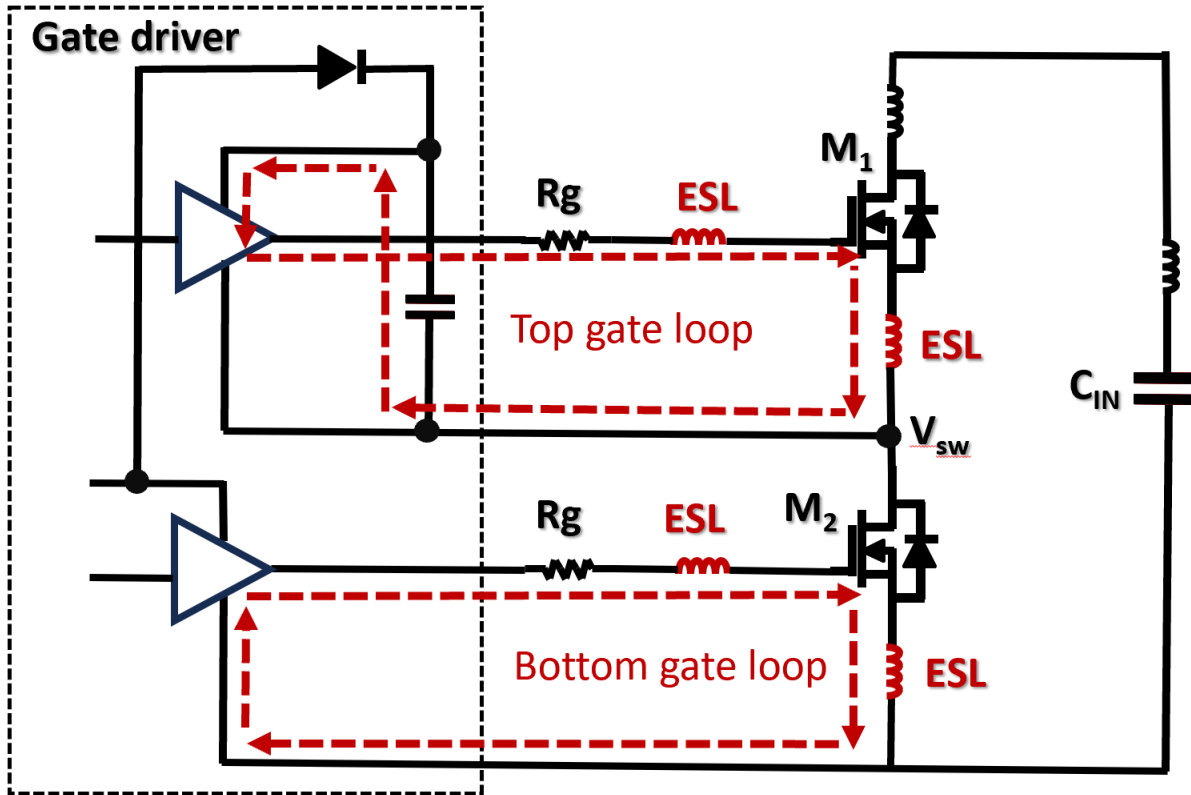 Gate driver
M1
Rg
ESL
Top gate loop
ESL
CIN
Vsw
Rg
ESL
M2
Bottom gate loop
ESL